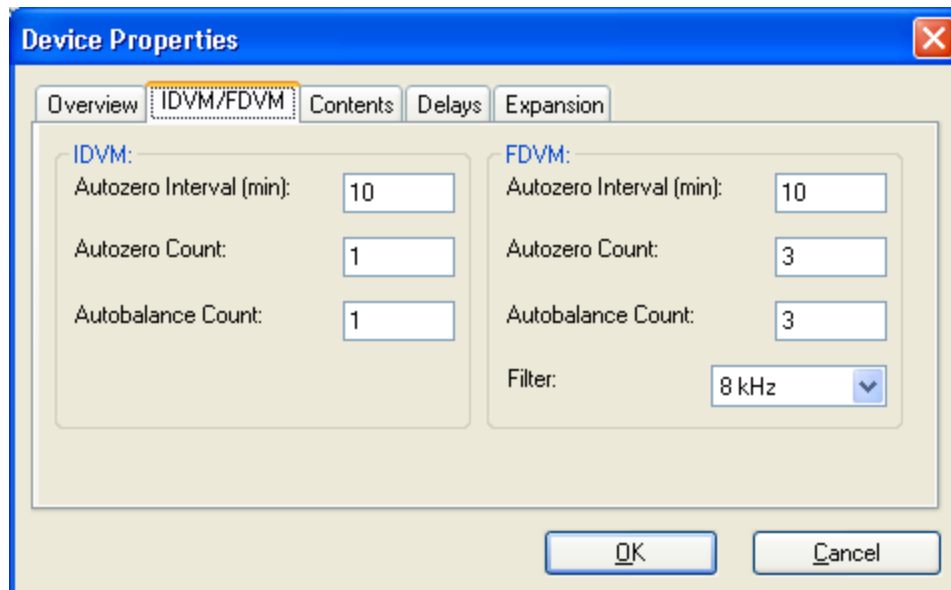 Device Properties
Overview IDVM/FDVM Contents Delays Expansion
IDVM:
Autozero Interval (min): 10
Autozero Count: 1
Autobalance Count: 1
FDVM:
Autozero Interval (min): 10
Autozero Count: 3
Autobalance Count: 3
Filter: 8 kHz
OK Cancel